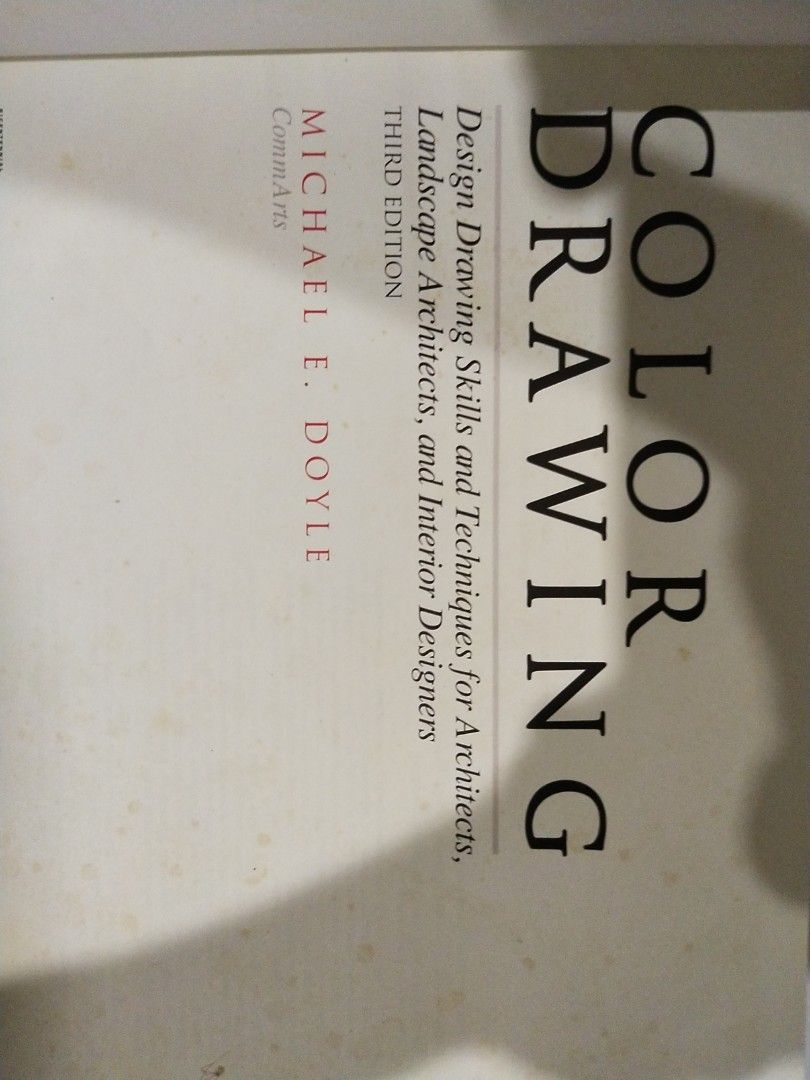 COLOR
DRAWING
Design Drawing Skills and Techniques for Architects,
Landscape Architects, and Interior Designers
THIRD EDITION
MICHAEL E. DOYLE
CommArts